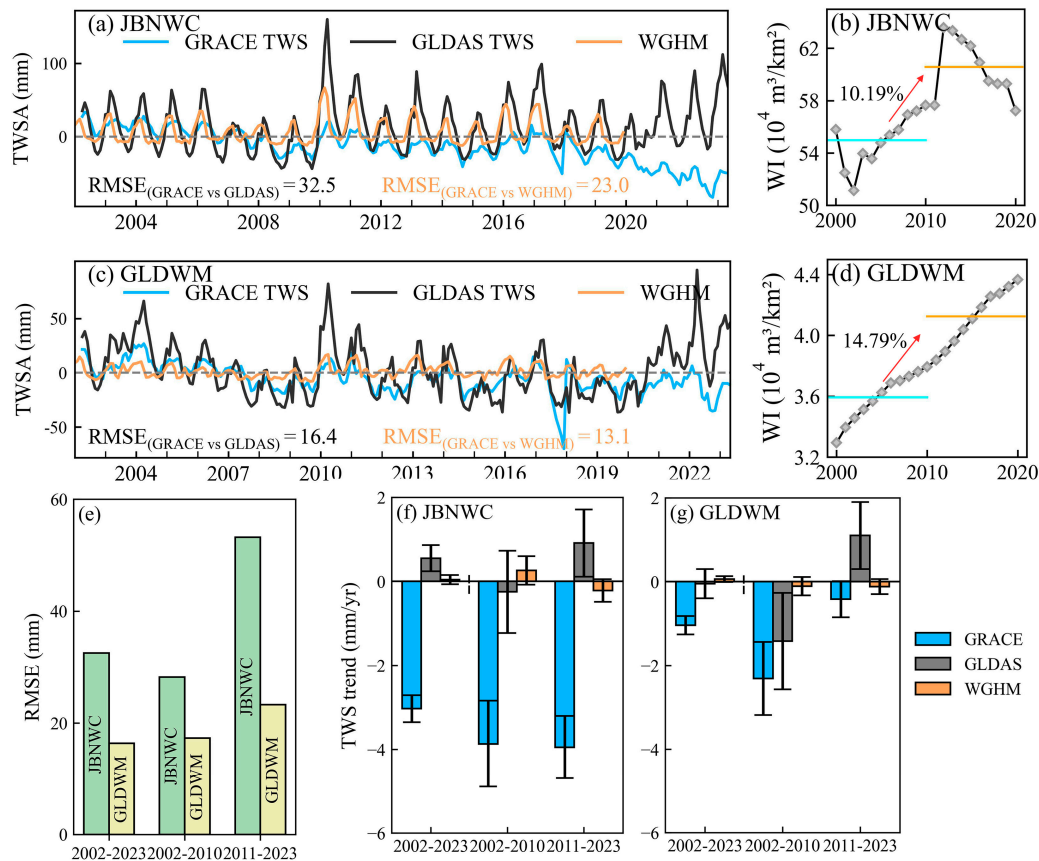 (a) JBNWC
GRACE TWS GLDAS TWS WGHM
TWSA (mm)
100
0
RMSE(GRACE vs GLDAS) = 32.5
RMSE(GRACE vs WGHM) = 23.0
2004 2006 2008 2010 2012 2014 2016 2018 2020
(b) JBNWC
WI (10⁴ m³/km²)
62
58
54
50
10.19%
2000 2010 2020
(c) GLDWM
GRACE TWS GLDAS TWS WGHM
TWSA (mm)
50
0
-50
RMSE(GRACE vs GLDAS) = 16.4
RMSE(GRACE vs WGHM) = 13.1
2004 2007 2010 2013 2016 2019 2022
(d) GLDWM
WI (10⁴ m³/km²)
4.4
4.0
3.6
3.2
14.79%
2000 2010 2020
(e)
RMSE (mm)
60
40
20
0
JBNWC GLDWM JBNWC GLDWM JBNWC GLDWM
2002-2023 2002-2010 2011-2023
(f) JBNWC
TWS trend (mm/yr)
2
0
−2
−4
−6
2002-2023 2002-2010 2011-2023
(g) GLDWM
2
0
−2
−4
−6
2002-2023 2002-2010 2011-2023
GRACE
GLDAS
WGHM